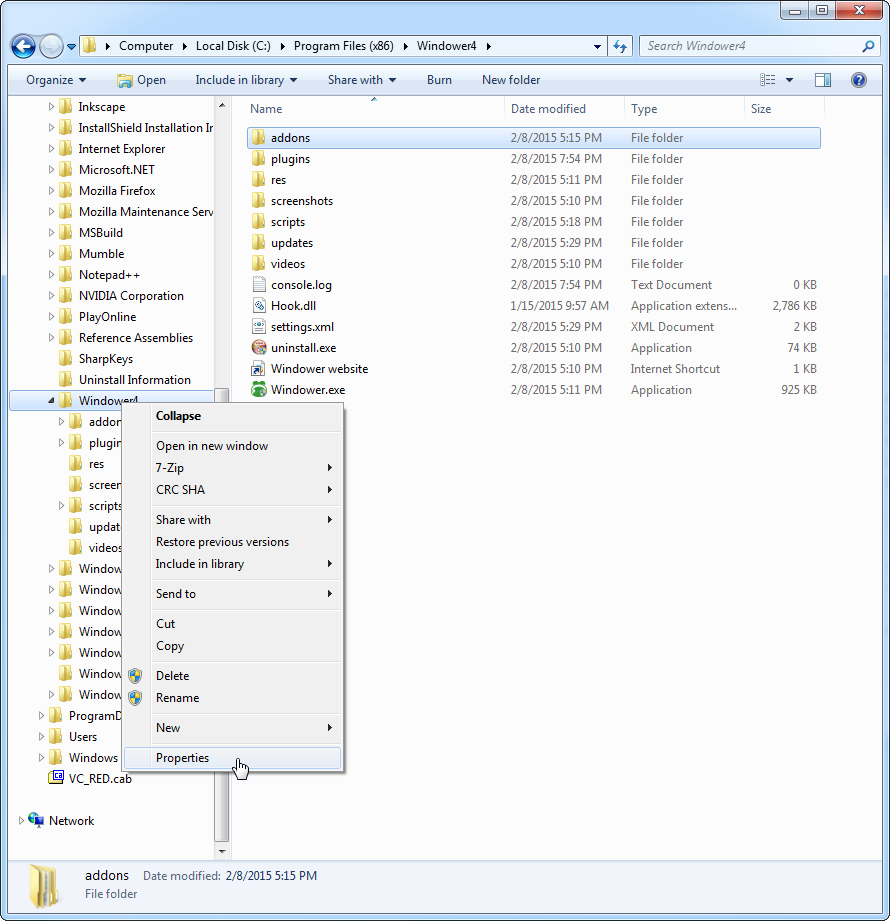 Computer Local Disk (C:) Program Files (x86) Windower4
Search Windower4
Organize Open Include in library Share with Burn New folder
Inkscape
InstallShield Installation In
Internet Explorer
Microsoft.NET
Mozilla Firefox
Mozilla Maintenance Serv
MSBuild
Mumble
Notepad++
NVIDIA Corporation
PlayOnline
Reference Assemblies
SharpKeys
Uninstall Information
Windower4
addon
plugin
res
screen
scripts
updat
videos
Window
Window
Window
Window
Window
Window
Window
ProgramD
Users
Windows
VC_RED.cab
Network
Name Date modified Type Size
addons 2/8/2015 5:15 PM File folder
plugins 2/8/2015 7:54 PM File folder
res 2/8/2015 5:11 PM File folder
screenshots 2/8/2015 5:10 PM File folder
scripts 2/8/2015 5:18 PM File folder
updates 2/8/2015 5:29 PM File folder
videos 2/8/2015 5:10 PM File folder
console.log 2/8/2015 7:54 PM Text Document 0 KB
Hook.dll 1/15/2015 9:57 AM Application extens... 2,786 KB
settings.xml 2/8/2015 5:29 PM XML Document 2 KB
uninstall.exe 2/8/2015 5:10 PM Application 74 KB
Windower website 2/8/2015 5:10 PM Internet Shortcut 1 KB
Windower.exe 2/8/2015 5:11 PM Application 925 KB
Collapse
Open in new window
7-Zip
CRC SHA
Share with
Restore previous versions
Include in library
Send to
Cut
Copy
Delete
Rename
New
Properties
addons Date modified: 2/8/2015 5:15 PM
File folder